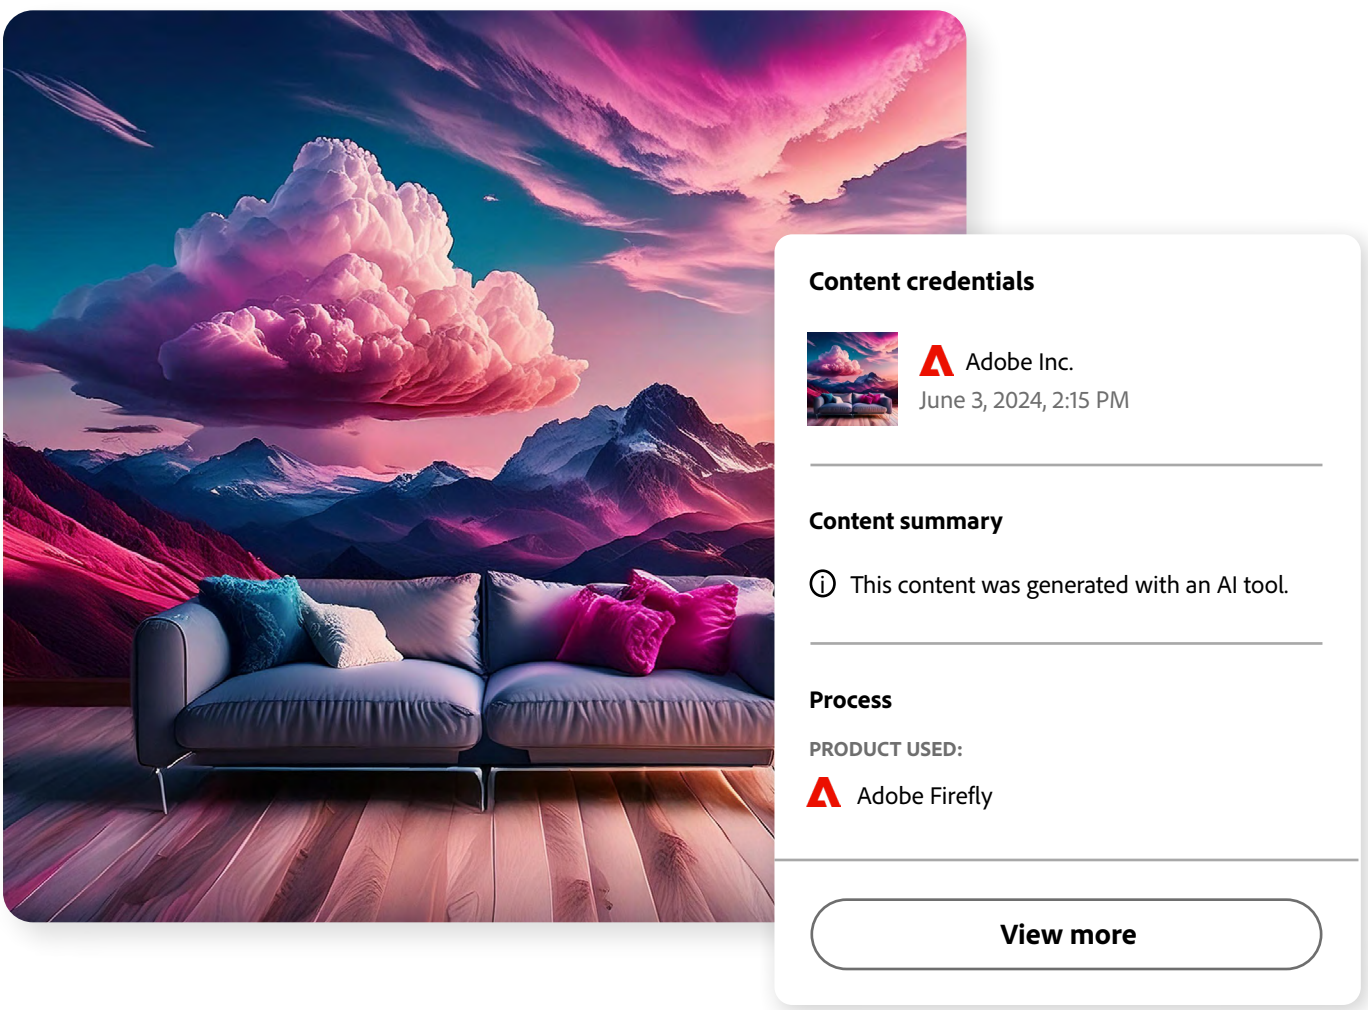 Content credentials
Adobe Inc.
June 3, 2024, 2:15 PM
Content summary
This content was generated with an AI tool.
Process
PRODUCT USED:
Adobe Firefly
View more